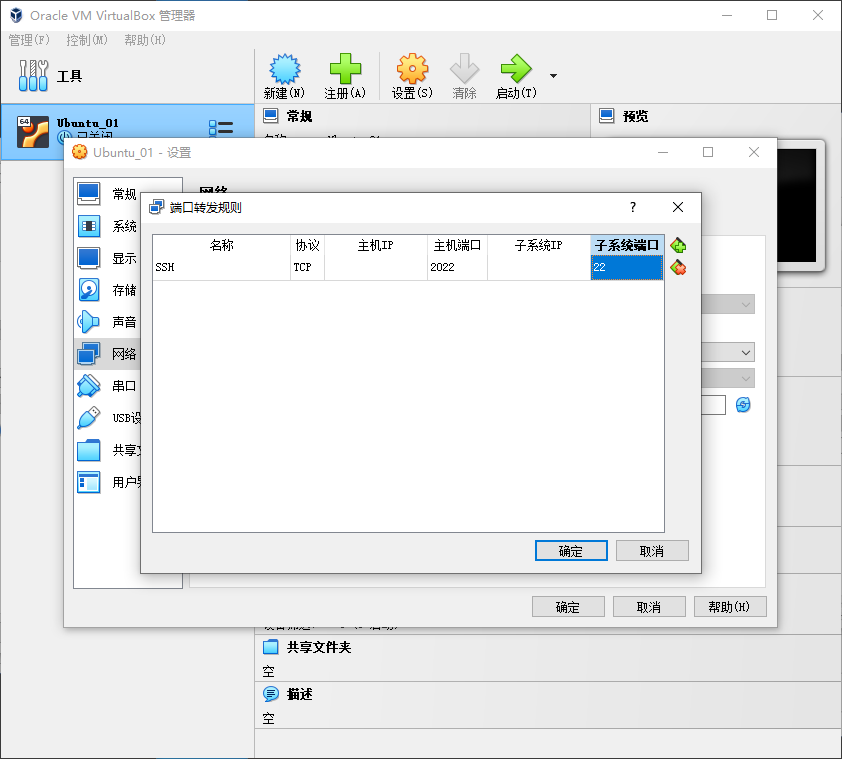 Oracle VM VirtualBox 管理器
管理(F) 控制(M) 帮助(H)
工具
新建(N) 注册(A) 设置(S) 清除 启动(T)
64 Ubuntu_01
已关闭
常规
预览
Ubuntu_01 - 设置
常规
系统
显示
存储
声音
网络
串口
USB设
共享文
用户界
网络
端口转发规则
?
名称 协议 主机IP 主机端口 子系统IP 子系统端口
SSH TCP 2022 22
确定 取消
确定 取消 帮助(H)
共享文件夹
空
描述
空